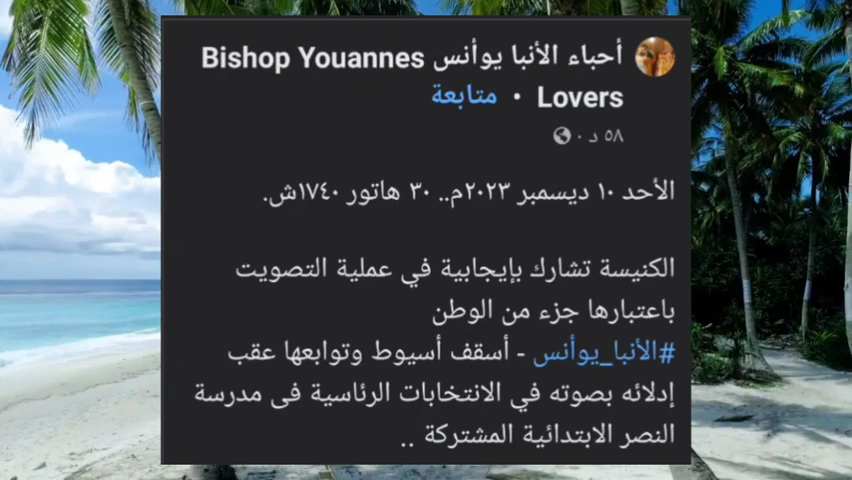 أحباء الأنبا يوأنس Bishop Youannes
Lovers • متابعة
٥٨ د ·
الأحد ١٠ ديسمبر ٢٠٢٣م.. ٣٠ هاتور ١٧٤٠ش.
الكنيسة تشارك بإيجابية في عملية التصويت
باعتبارها جزء من الوطن
#الأنبا_يوأنس - أسقف أسيوط وتوابعها عقب
إدلائه بصوته في الانتخابات الرئاسية فى مدرسة
النصر الابتدائية المشتركة ..